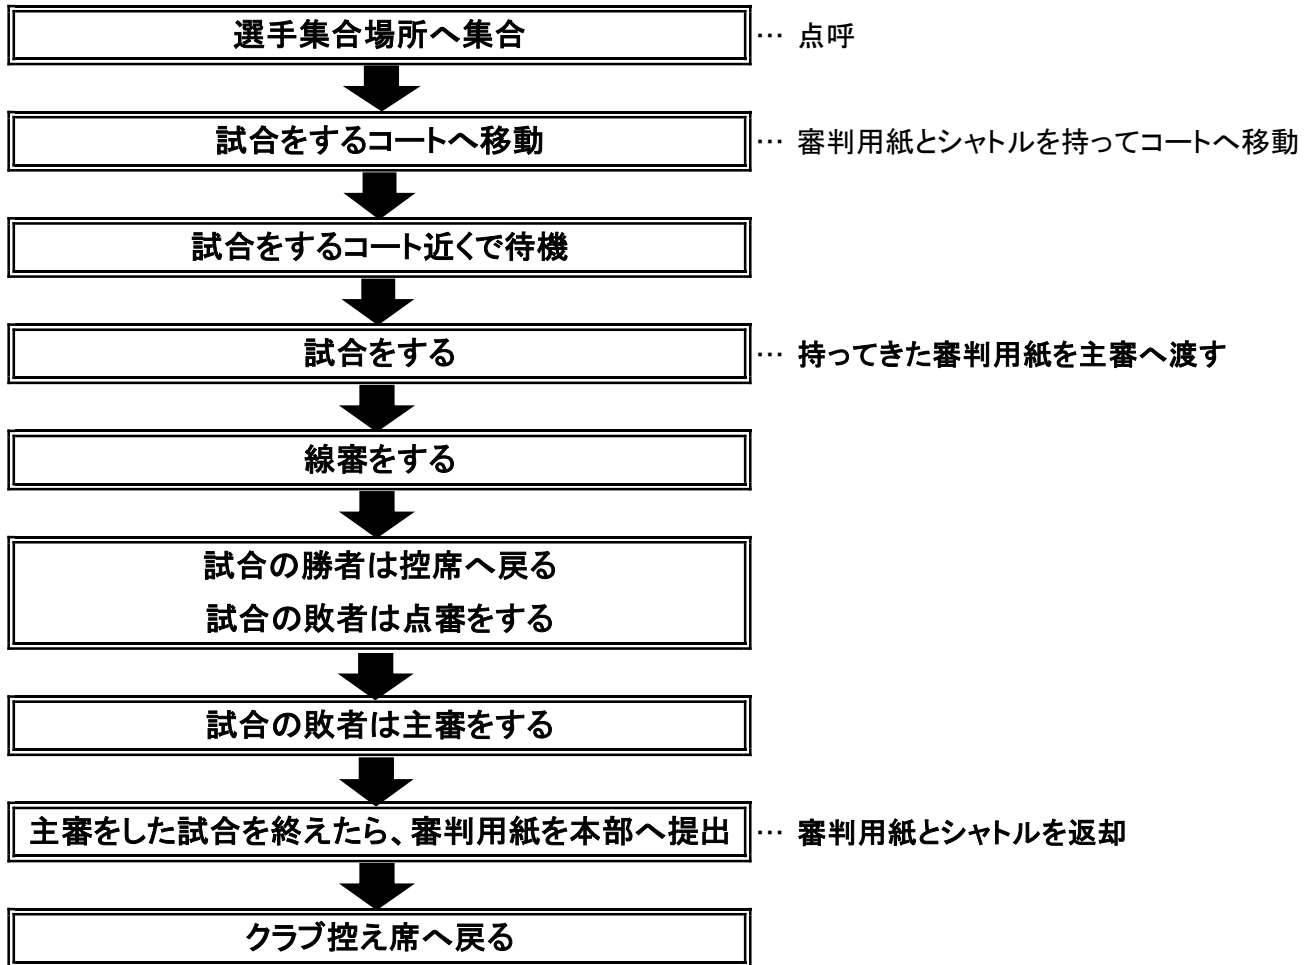 選手集合場所へ集合 … 点呼
試合をするコートへ移動 … 審判用紙とシャトルを持ってコートへ移動
試合をするコート近くで待機
試合をする … 持ってきた審判用紙を主審へ渡す
線審をする
試合の勝者は控席へ戻る
試合の敗者は点審をする
試合の敗者は主審をする
主審をした試合を終えたら、審判用紙を本部へ提出 … 審判用紙とシャトルを返却
クラブ控え席へ戻る